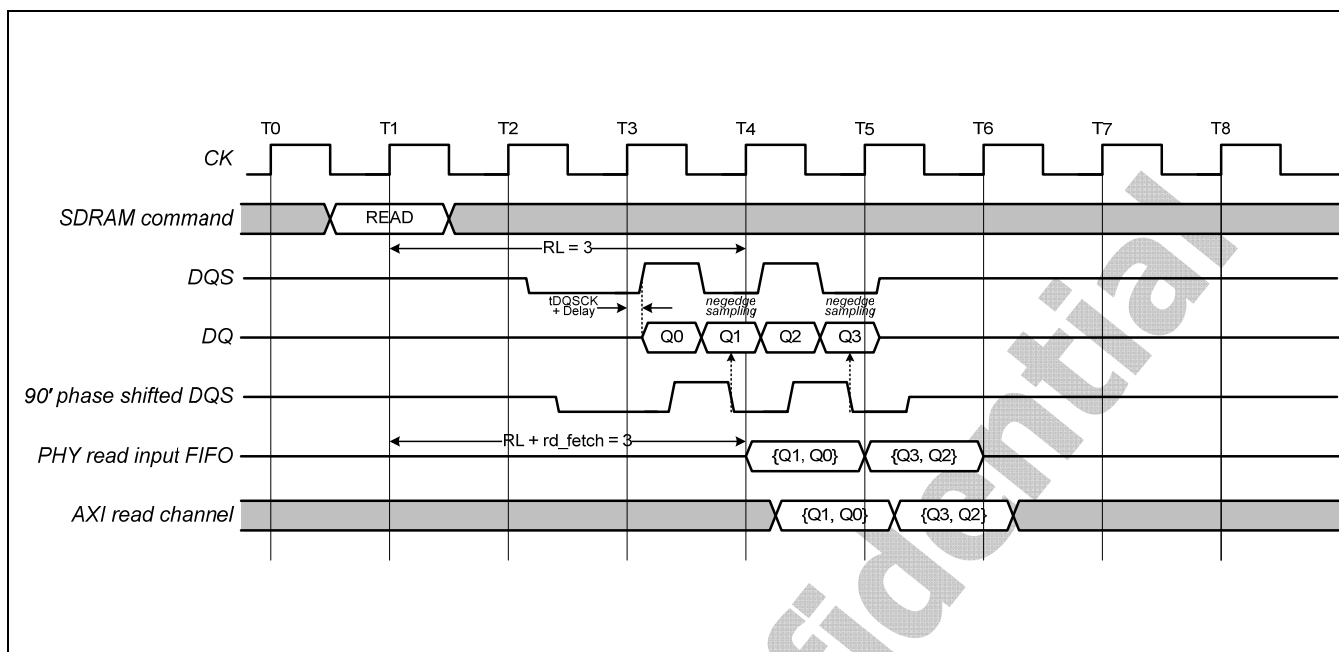 T0 T1 T2 T3 T4 T5 T6 T7 T8
CK
SDRAM command READ
RL = 3
DQS
tDQSCK + Delay
negedge sampling
negedge sampling
DQ Q0 Q1 Q2 Q3
90′ phase shifted DQS
RL + rd_fetch = 3
PHY read input FIFO {Q1, Q0} {Q3, Q2}
AXI read channel {Q1, Q0} {Q3, Q2}
fidential